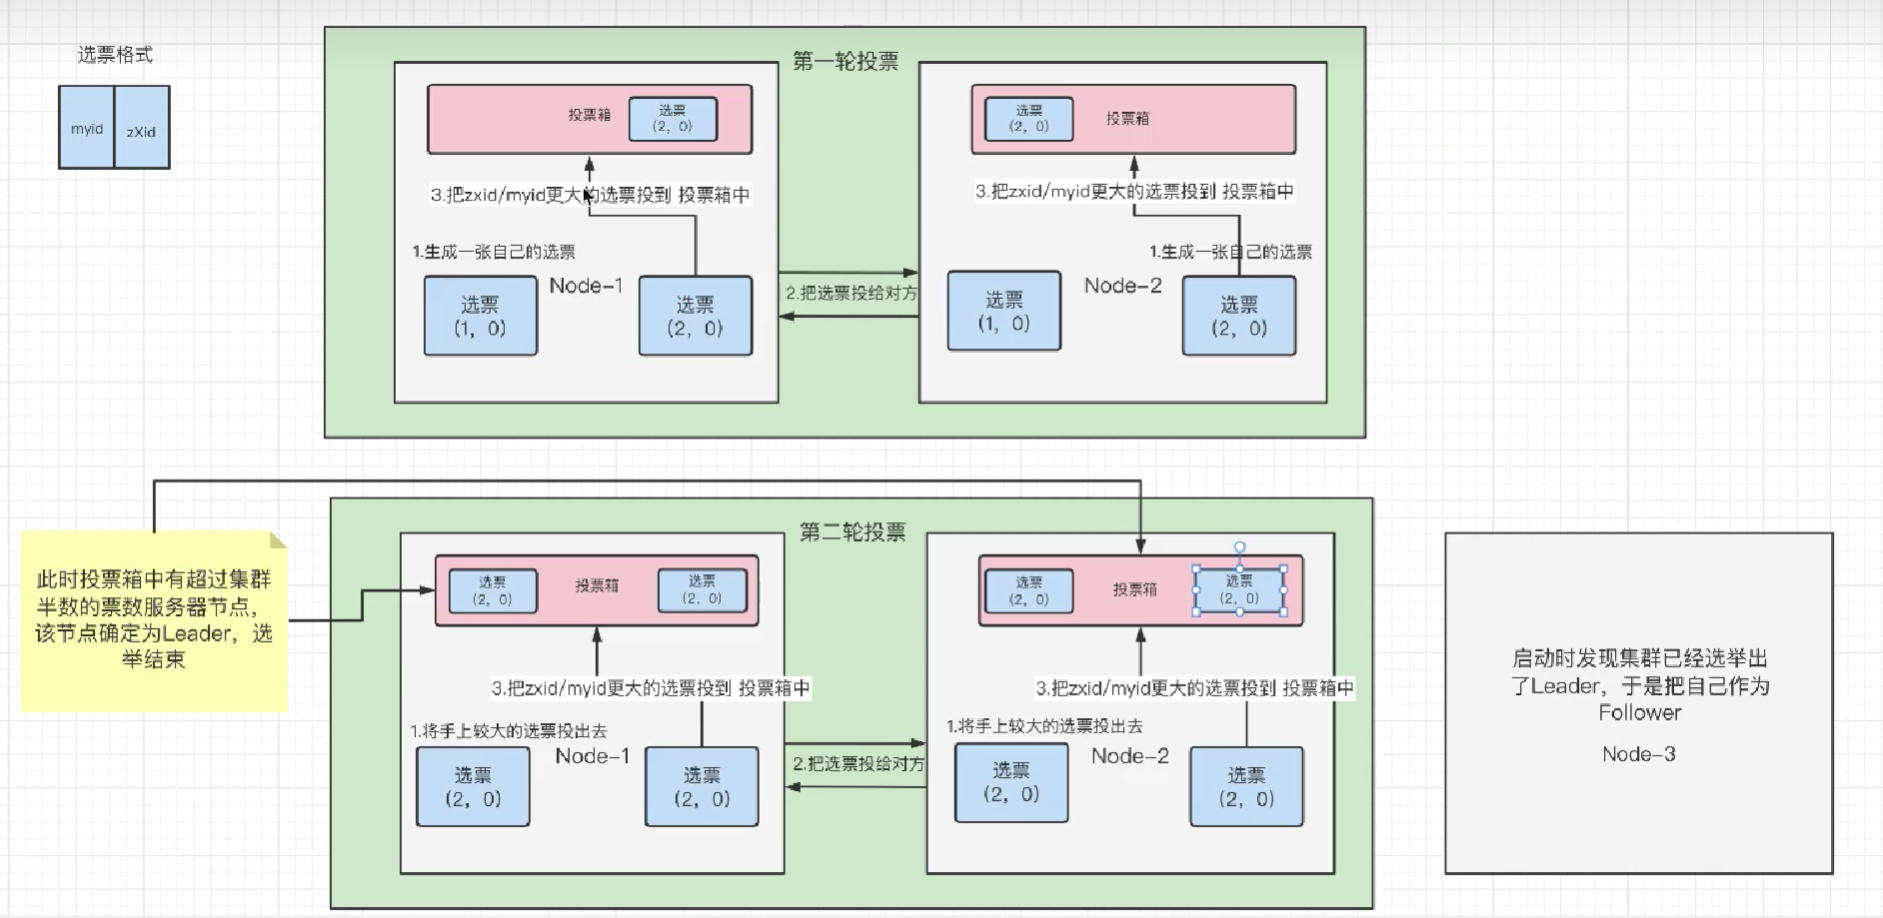 选票格式
myid
zXid
第一轮投票
投票箱
选票
(2, 0)
3.把zxid/myid更大的选票投到 投票箱中
1.生成一张自己的选票
Node-1
选票
(1, 0)
选票
(2, 0)
2.把选票投给对方
选票
(2, 0)
投票箱
3.把zxid/myid更大的选票投到 投票箱中
1.生成一张自己的选票
Node-2
选票
(1, 0)
选票
(2, 0)
此时投票箱中有超过集群
半数的票数服务器节点,
该节点确定为Leader, 选
举结束
第二轮投票
选票
(2, 0)
投票箱
选票
(2, 0)
3.把zxid/myid更大的选票投到 投票箱中
1.将手上较大的选票投出去
Node-1
选票
(2, 0)
选票
(2, 0)
2.把选票投给对方
选票
(2, 0)
投票箱
选票
(2, 0)
3.把zxid/myid更大的选票投到 投票箱中
1.将手上较大的选票投出去
Node-2
选票
(2, 0)
选票
(2, 0)
启动时发现集群已经选举出
了Leader, 于是把自己作为
Follower
Node-3